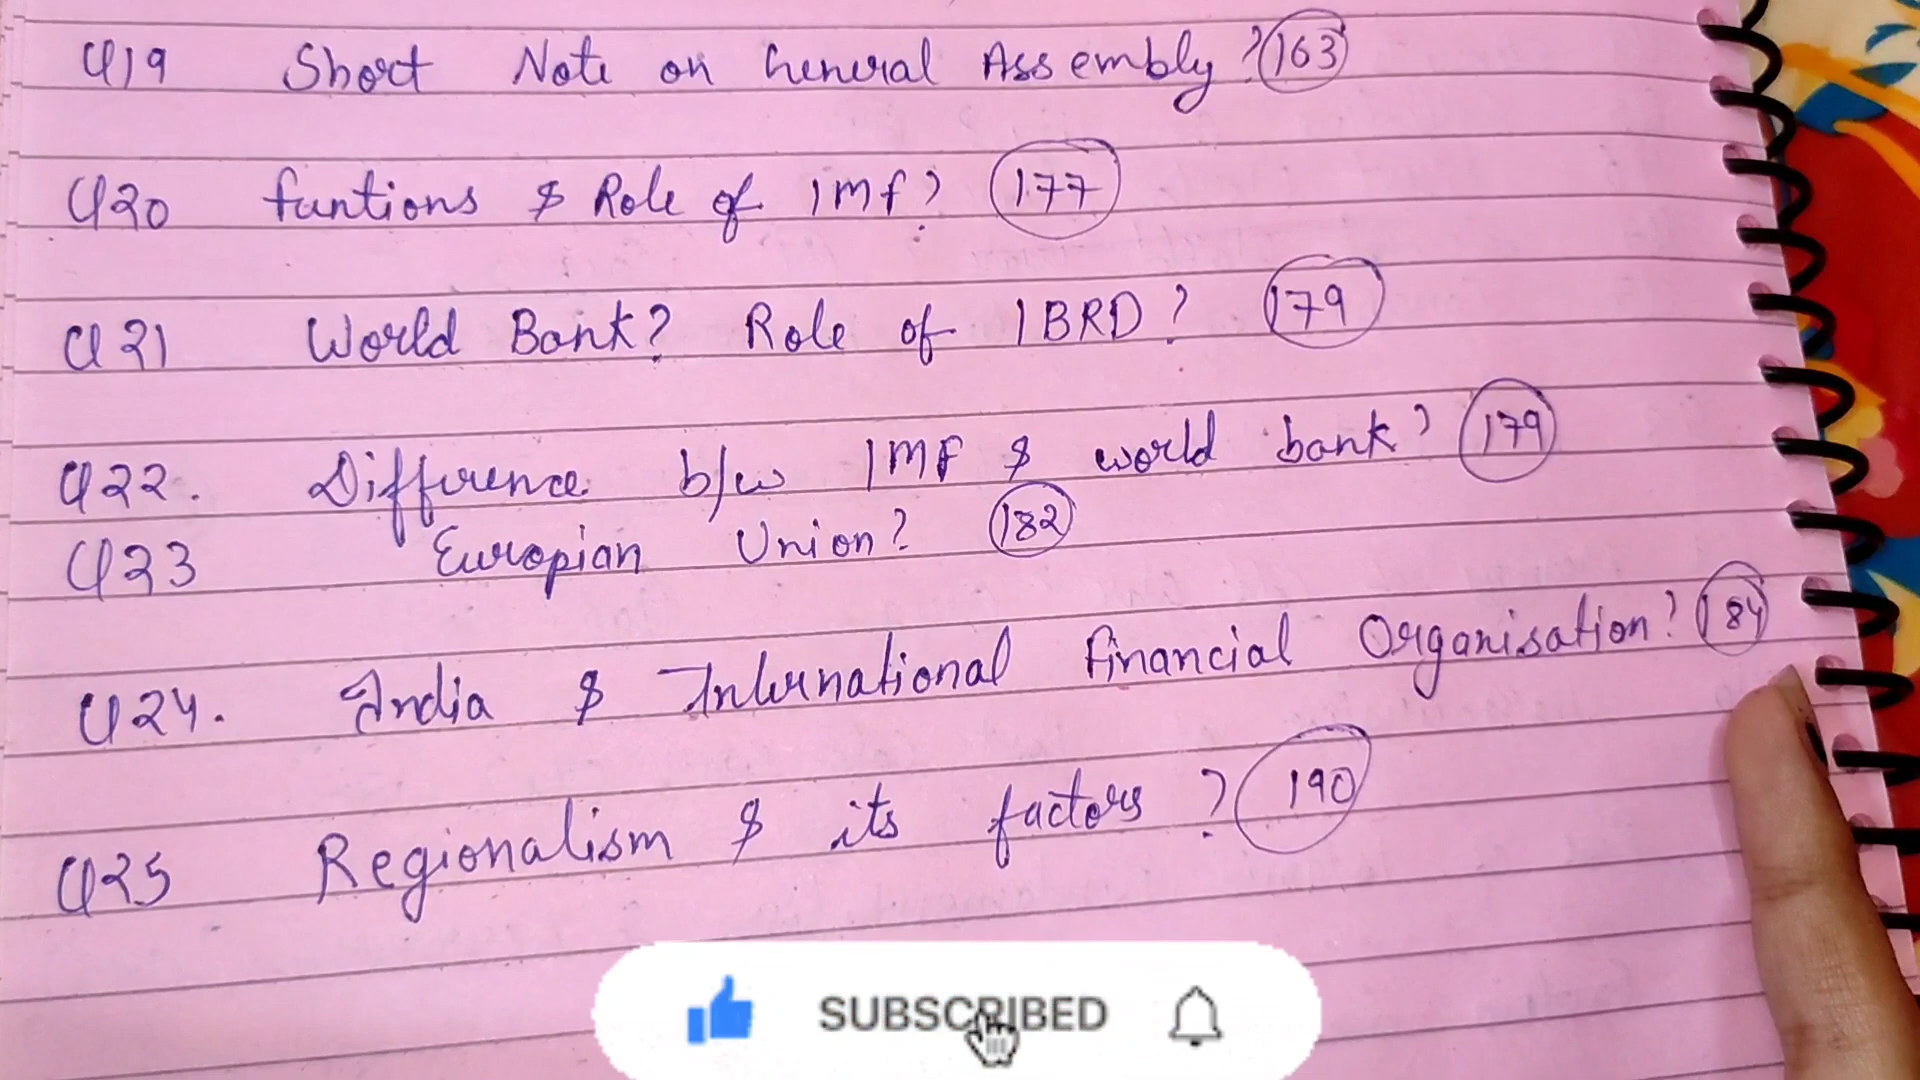 Q19 Short Note on General Assembly? 163
Q20 funtions & Role of IMf? 177
Q21 World Bank? Role of IBRD? 179
Q22. Difference b/w IMF & world bank? 179
Q23 Europian Union? 182
Q24. India & International financial Organisation? 184
Q25 Regionalism & its factors? 190
SUBSCRIBED